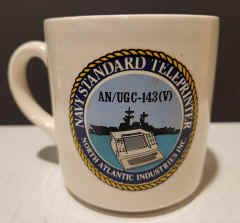 NAVY STANDARD TELEPRINTER
AN/UGC-143(V)
NORTH ATLANTIC INDUSTRIES INC.